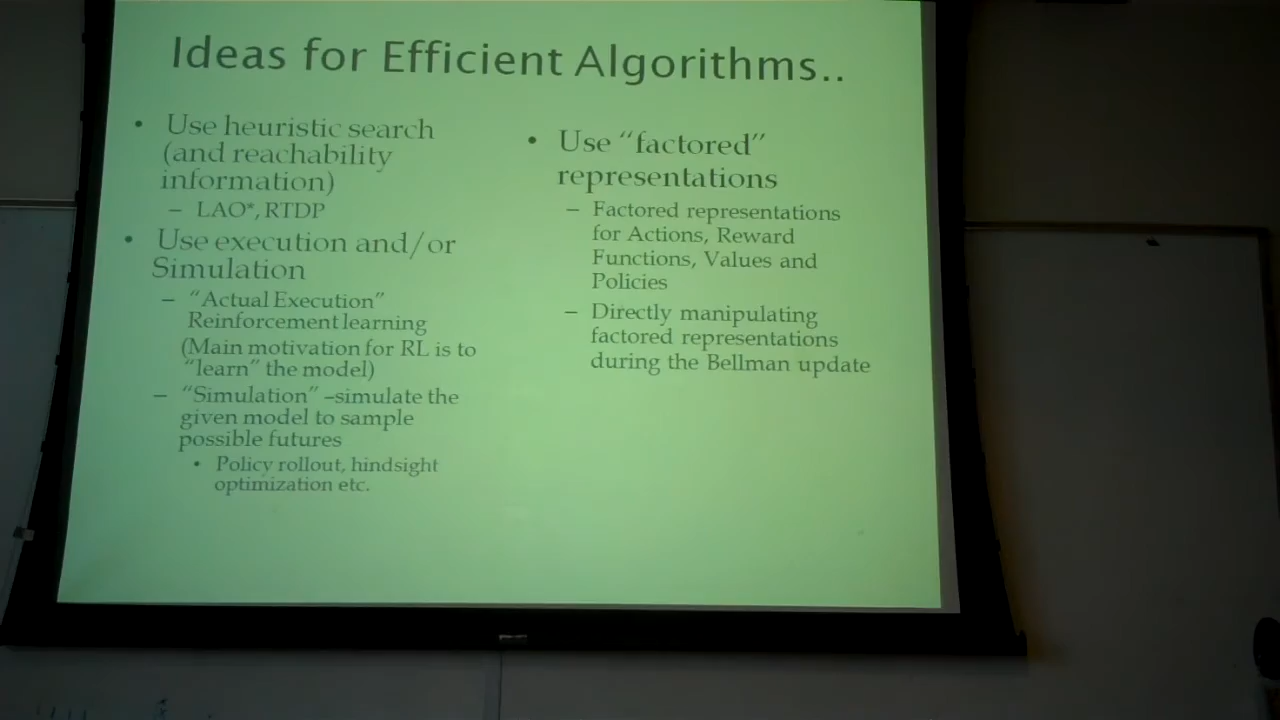 Ideas for Efficient Algorithms..
• Use heuristic search
(and reachability
information)
– LAO*, RTDP
• Use execution and/or
Simulation
– “Actual Execution”
Reinforcement learning
(Main motivation for RL is to
“learn” the model)
– “Simulation” –simulate the
given model to sample
possible futures
• Policy rollout, hindsight
optimization etc.
• Use “factored”
representations
– Factored representations
for Actions, Reward
Functions, Values and
Policies
– Directly manipulating
factored representations
during the Bellman update